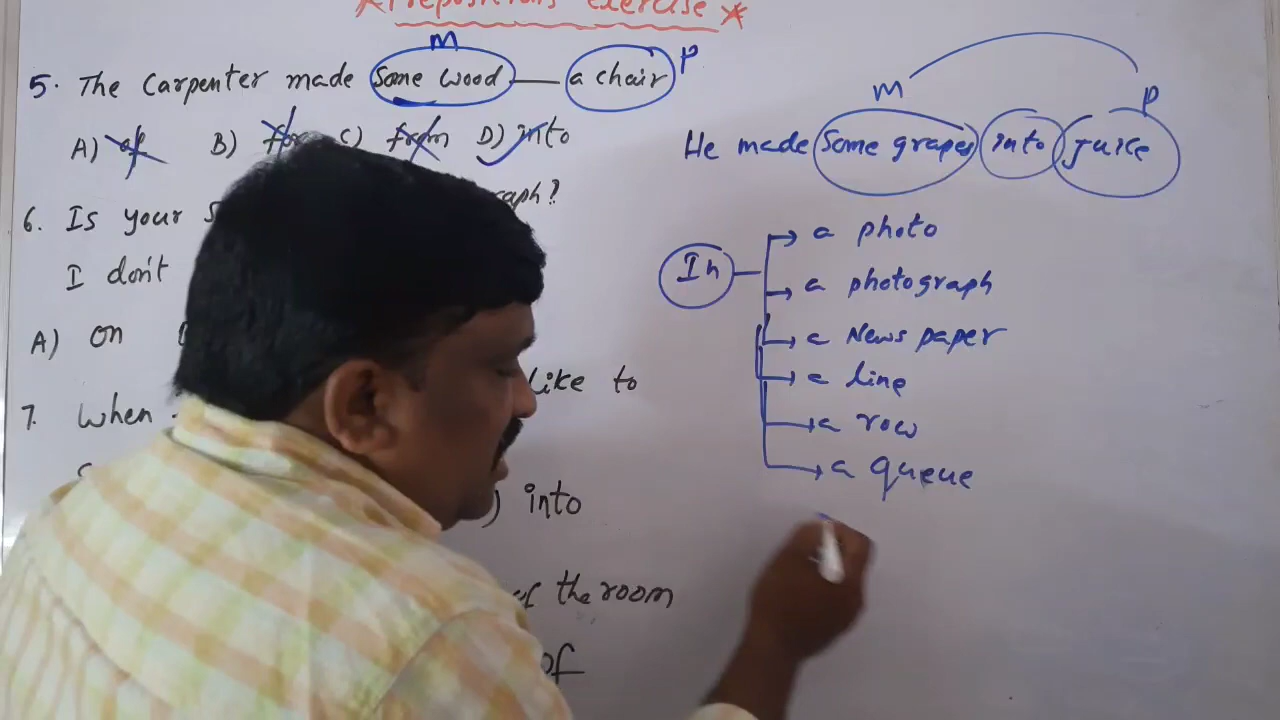 *Prepositions exercise*
M
5. The Carpenter made Some wood — a chair P
A) of B) for C) from D) into
6. Is your graph?
I don't
A) on
7. When like to
) into
of the room
of
M P
He made Some grapes into juice
In
a photo
a photograph
a News paper
a line
a row
a queue